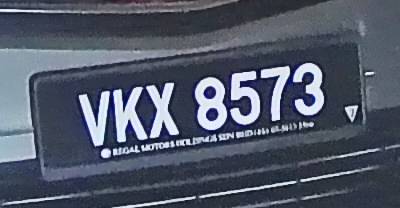 VKX 8573
REGAL MOTORS HOLDINGS SDN BHD